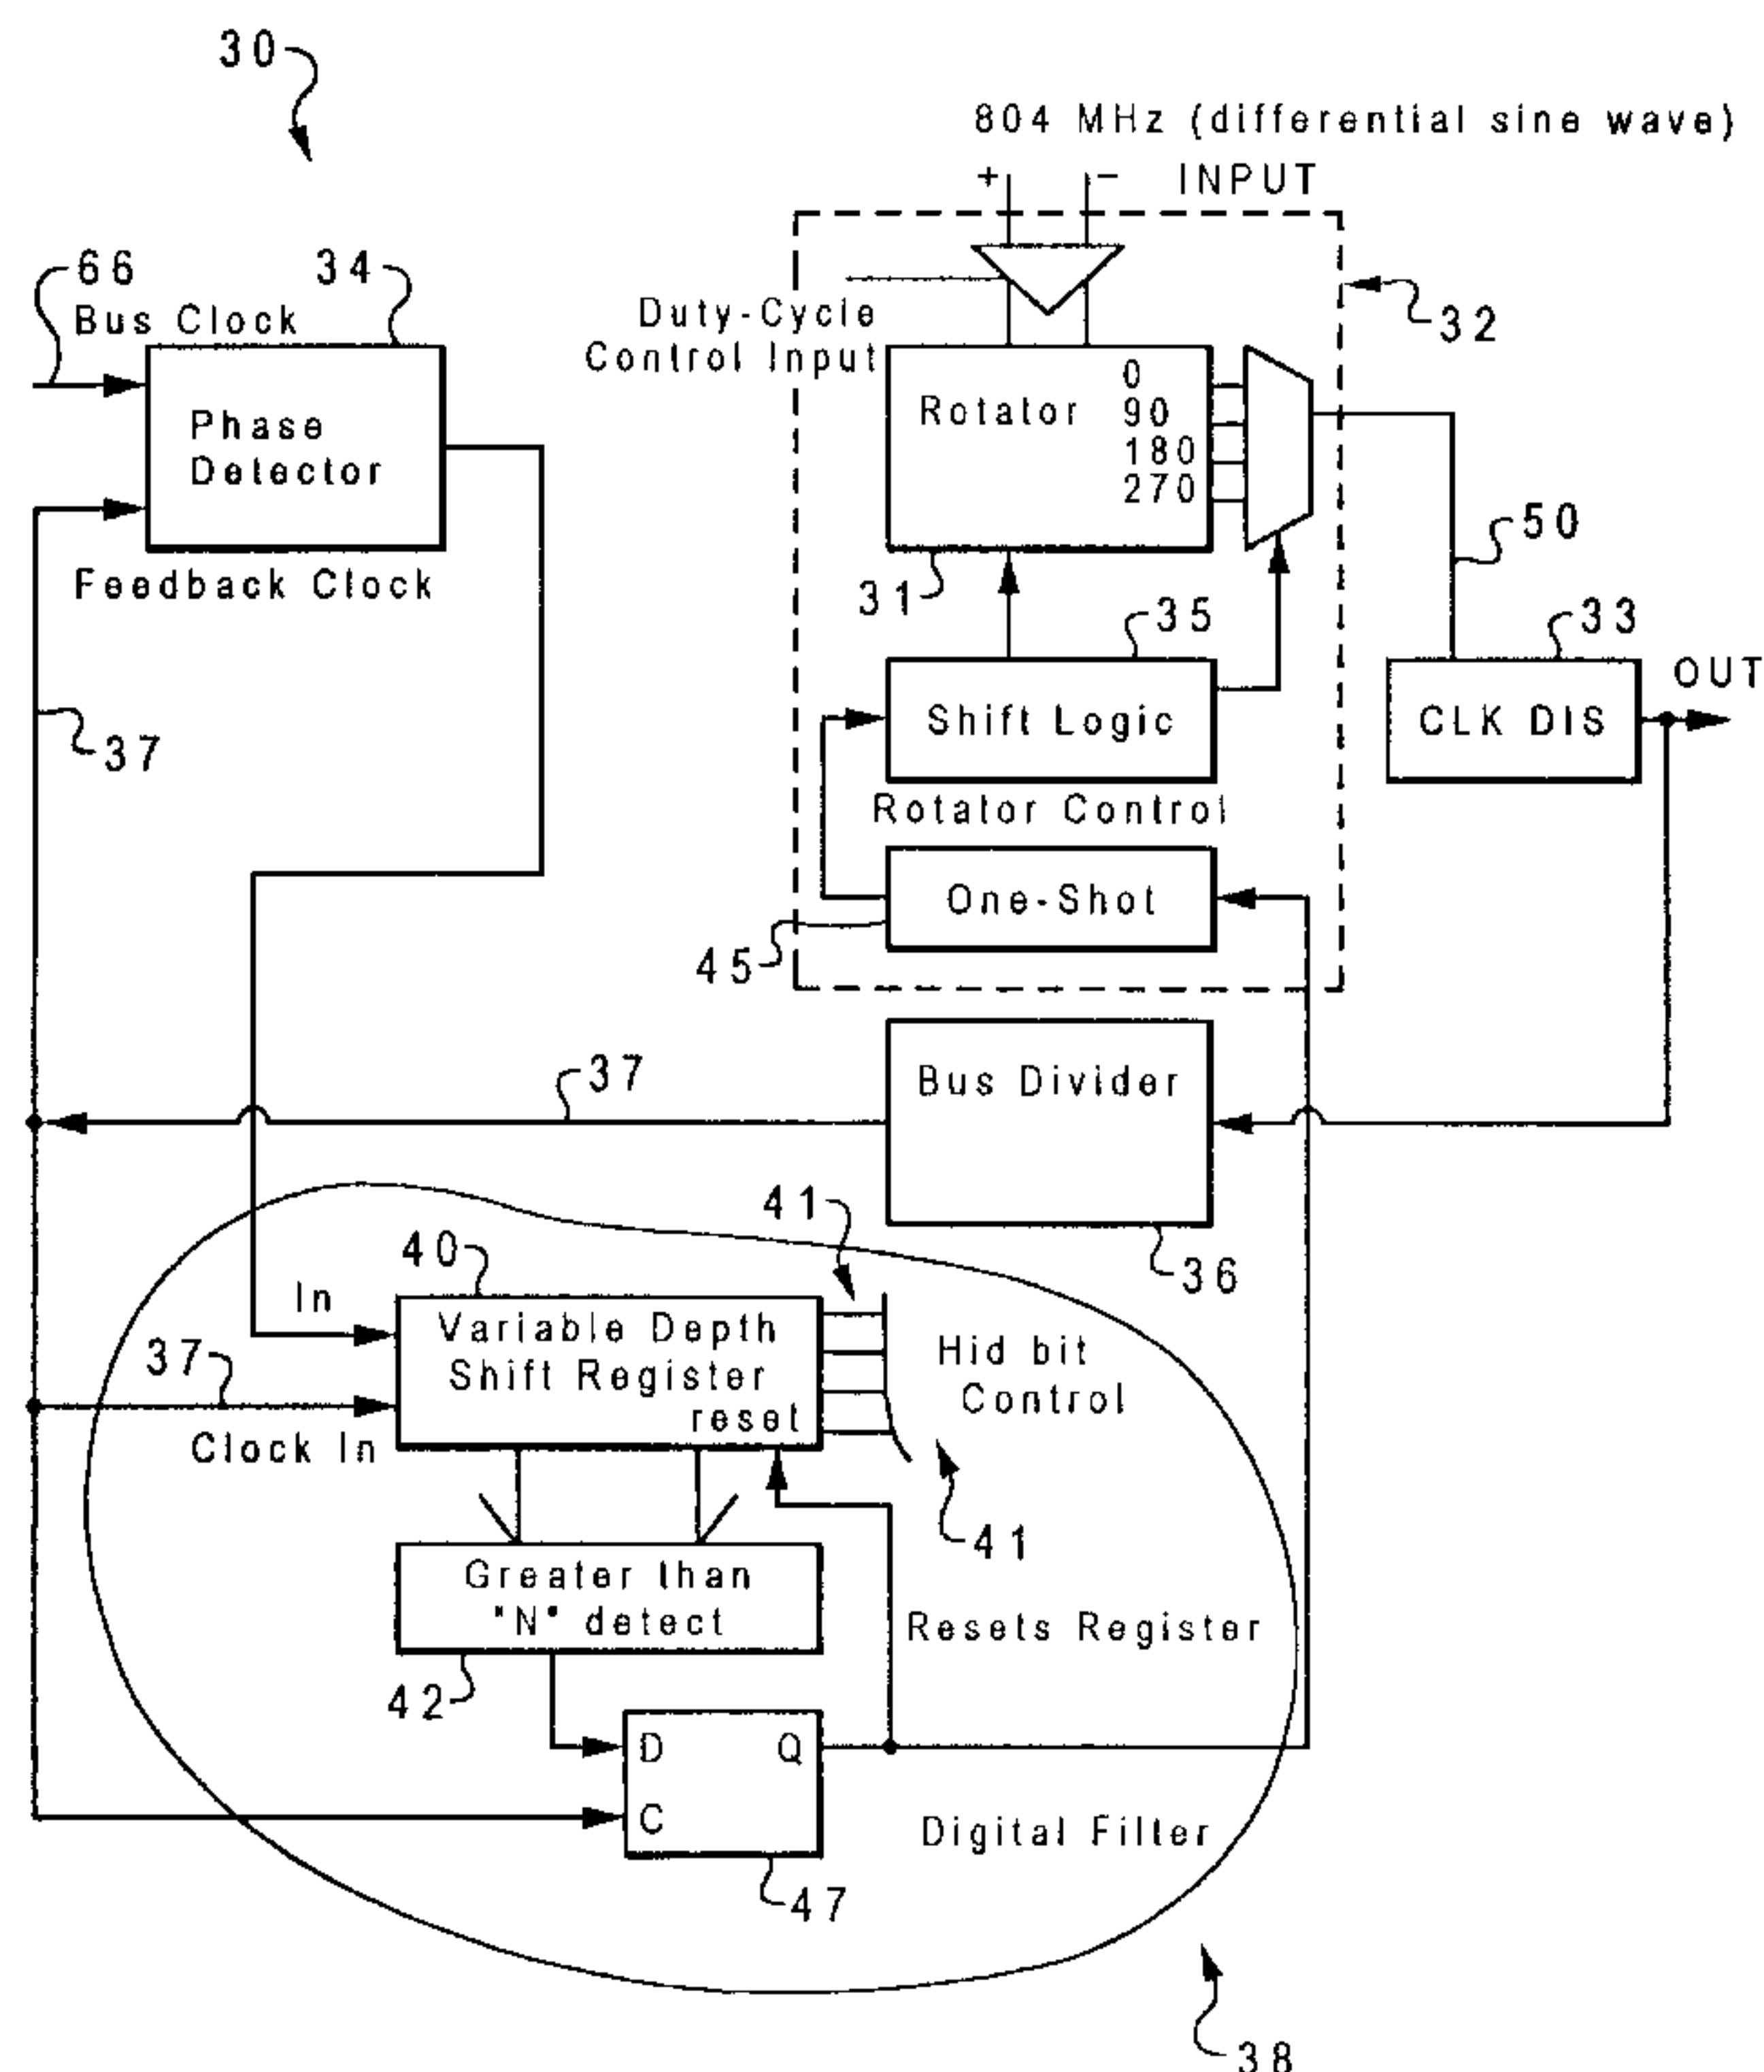 30
804 MHz (differential sine wave)
+ - INPUT
66
34
Bus Clock
32
Duty-Cycle
Control Input
Phase
Detector
Rotator
0
90
180
270
50
Feedback Clock
31
35
33
OUT
37
Shift Logic
CLK DIS
Rotator Control
One-Shot
45
37
Bus Divider
41
40
36
In
Variable Depth
Shift Register
reset
Hid bit
Control
37
Clock In
41
Greater than
"N" detect
Resets Register
42
D Q
C
Digital Filter
47
38